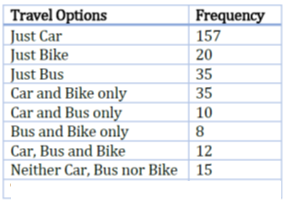 Travel Options Frequency
Just Car 157
Just Bike 20
Just Bus 35
Car and Bike only 35
Car and Bus only 10
Bus and Bike only 8
Car, Bus and Bike 12
Neither Car, Bus nor Bike 15